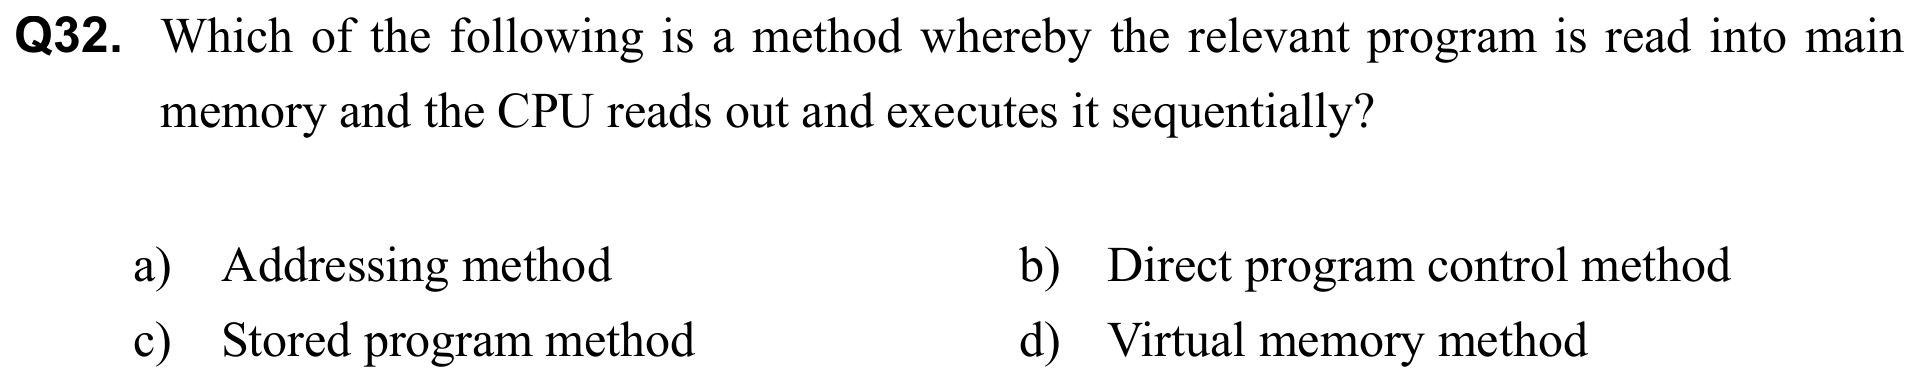 Q32. Which of the following is a method whereby the relevant program is read into main
memory and the CPU reads out and executes it sequentially?
a) Addressing method b) Direct program control method
c) Stored program method d) Virtual memory method